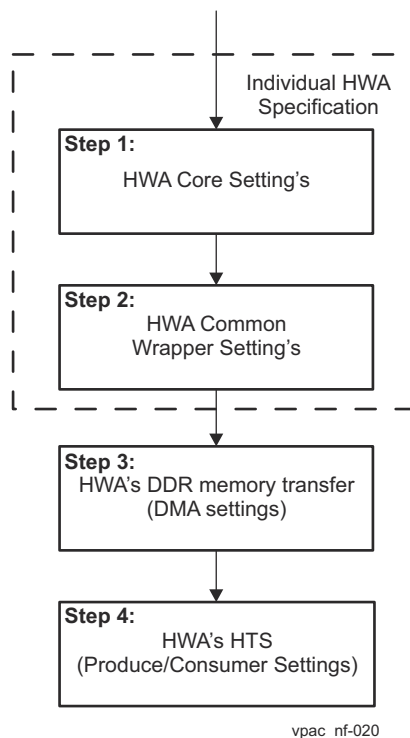 Individual HWA
Specification
Step 1:
HWA Core Setting's
Step 2:
HWA Common
Wrapper Setting's
Step 3:
HWA's DDR memory transfer
(DMA settings)
Step 4:
HWA's HTS
(Produce/Consumer Settings)
vpac_nf-020